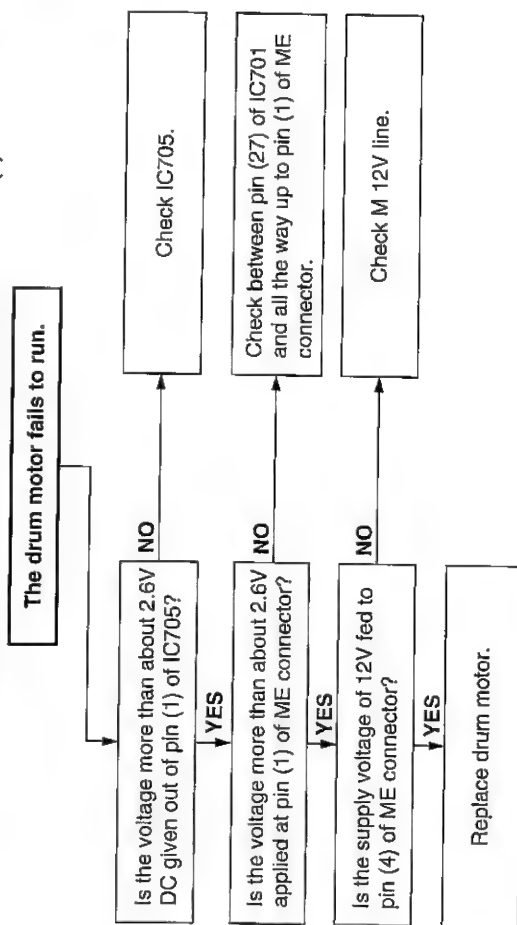 The drum motor fails to run.
Is the voltage more than about 2.6V
DC given out of pin (1) of IC705?
NO
Check IC705.
YES
Is the voltage more than about 2.6V
applied at pin (1) of ME connector?
NO
Check between pin (27) of IC701
and all the way up to pin (1) of ME
connector.
YES
Is the supply voltage of 12V fed to
pin (4) of ME connector?
NO
Check M 12V line.
YES
Replace drum motor.